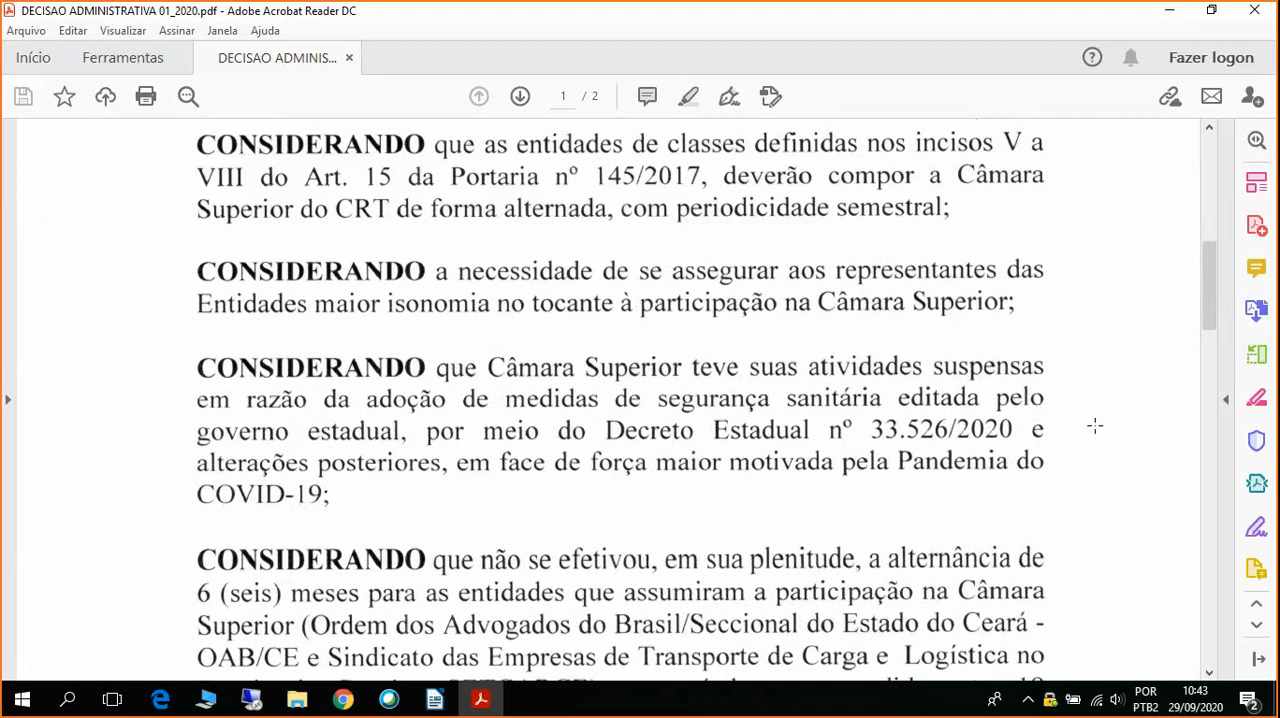 DECISAO ADMINISTRATIVA 01_2020.pdf - Adobe Acrobat Reader DC
Arquivo Editar Visualizar Assinar Janela Ajuda
Início Ferramentas DECISAO ADMINIS... × Fazer logon
1 / 2
CONSIDERANDO que as entidades de classes definidas nos incisos V a
VIII do Art. 15 da Portaria nº 145/2017, deverão compor a Câmara
Superior do CRT de forma alternada, com periodicidade semestral;
CONSIDERANDO a necessidade de se assegurar aos representantes das
Entidades maior isonomia no tocante à participação na Câmara Superior;
CONSIDERANDO que Câmara Superior teve suas atividades suspensas
em razão da adoção de medidas de segurança sanitária editada pelo
governo estadual, por meio do Decreto Estadual nº 33.526/2020 e
alterações posteriores, em face de força maior motivada pela Pandemia do
COVID-19;
CONSIDERANDO que não se efetivou, em sua plenitude, a alternância de
6 (seis) meses para as entidades que assumiram a participação na Câmara
Superior (Ordem dos Advogados do Brasil/Seccional do Estado do Ceará -
OAB/CE e Sindicato das Empresas de Transporte de Carga e Logística no
POR 10:43
PTB2 29/09/2020 2